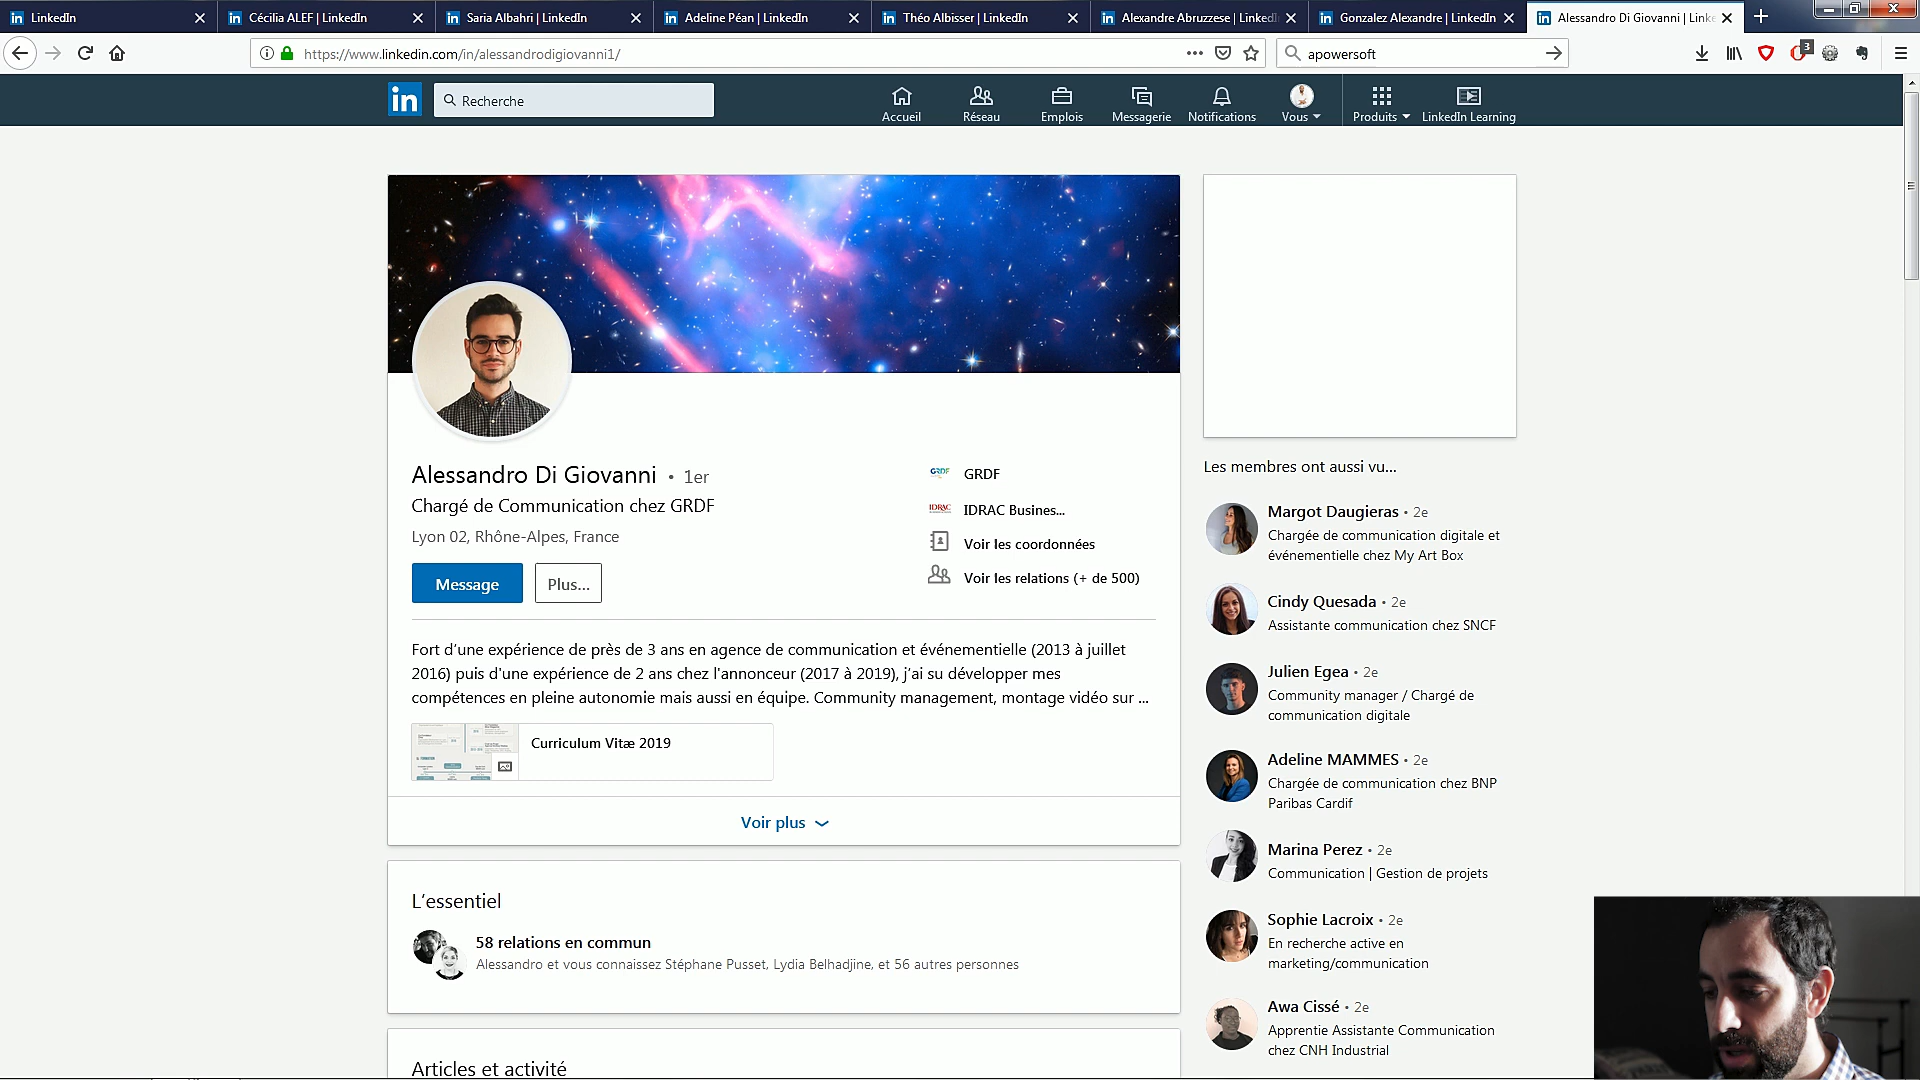 LinkedIn
Cécilia ALEF | LinkedIn
Saria Albahri | LinkedIn
Adeline Péan | LinkedIn
Théo Albisser | LinkedIn
Alexandre Abruzzese | LinkedIn
Gonzalez Alexandre | LinkedIn
Alessandro Di Giovanni | Linke
https://www.linkedin.com/in/alessandrodigiovanni1/
apowersoft
3
in
Recherche
Accueil
Réseau
Emplois
Messagerie
Notifications
Vous
Produits
LinkedIn Learning
Alessandro Di Giovanni • 1er
Chargé de Communication chez GRDF
Lyon 02, Rhône-Alpes, France
Message
Plus...
GRDF
GRDF
IDRAC
IDRAC Busines...
Voir les coordonnées
Voir les relations (+ de 500)
Fort d’une expérience de près de 3 ans en agence de communication et événementielle (2013 à juillet
2016) puis d'une expérience de 2 ans chez l'annonceur (2017 à 2019), j’ai su développer mes
compétences en pleine autonomie mais aussi en équipe. Community management, montage vidéo sur ...
Curriculum Vitæ 2019
Voir plus
L’essentiel
58 relations en commun
Alessandro et vous connaissez Stéphane Pusset, Lydia Belhadjine, et 56 autres personnes
Articles et activité
Les membres ont aussi vu...
Margot Daugieras • 2e
Chargée de communication digitale et
événementielle chez My Art Box
Cindy Quesada • 2e
Assistante communication chez SNCF
Julien Egea • 2e
Community manager / Chargé de
communication digitale
Adeline MAMMES • 2e
Chargée de communication chez BNP
Paribas Cardif
Marina Perez • 2e
Communication | Gestion de projets
Sophie Lacroix • 2e
En recherche active en
marketing/communication
Awa Cissé • 2e
Apprentie Assistante Communication
chez CNH Industrial